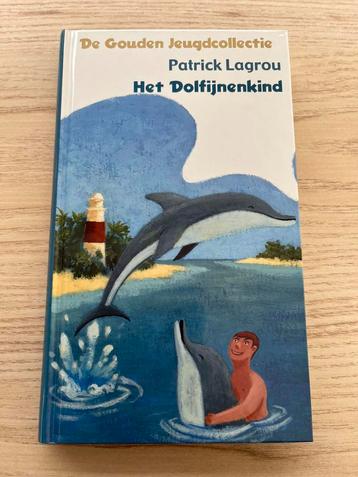 De Gouden Jeugdcollectie
Patrick Lagrou
Het Dolfijnenkind